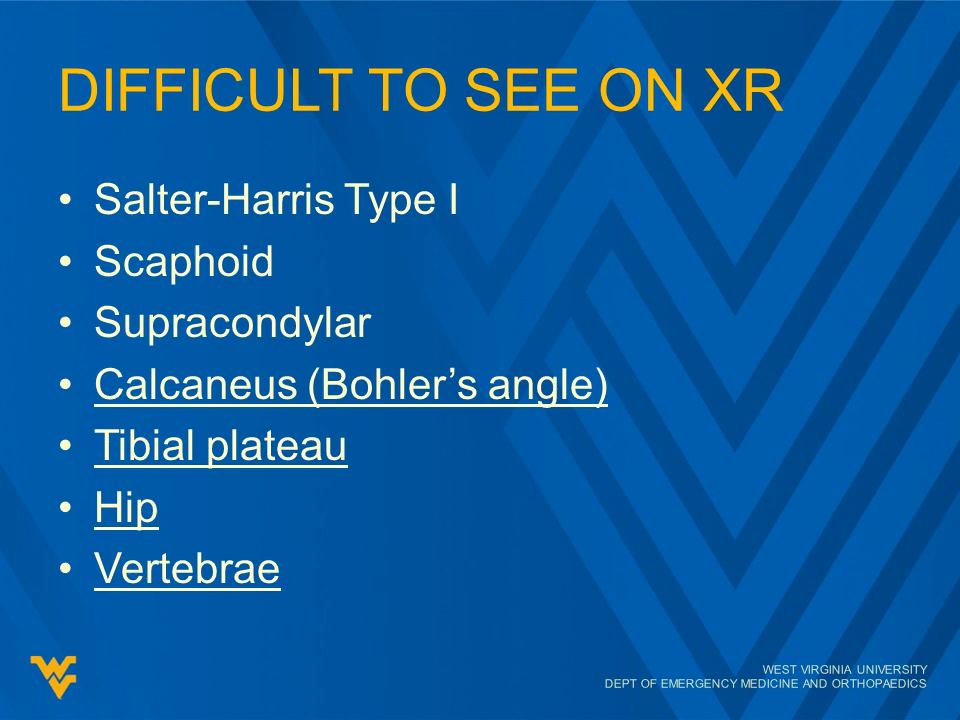 DIFFICULT TO SEE ON XR
• Salter-Harris Type I
• Scaphoid
• Supracondylar
• Calcaneus (Bohler’s angle)
• Tibial plateau
• Hip
• Vertebrae
WEST VIRGINIA UNIVERSITY
DEPT OF EMERGENCY MEDICINE AND ORTHOPAEDICS